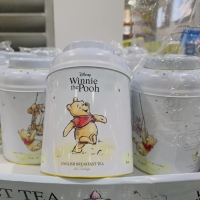 Disney
Winnie
the Pooh
ENGLISH BREAKFAST TEA
TEA